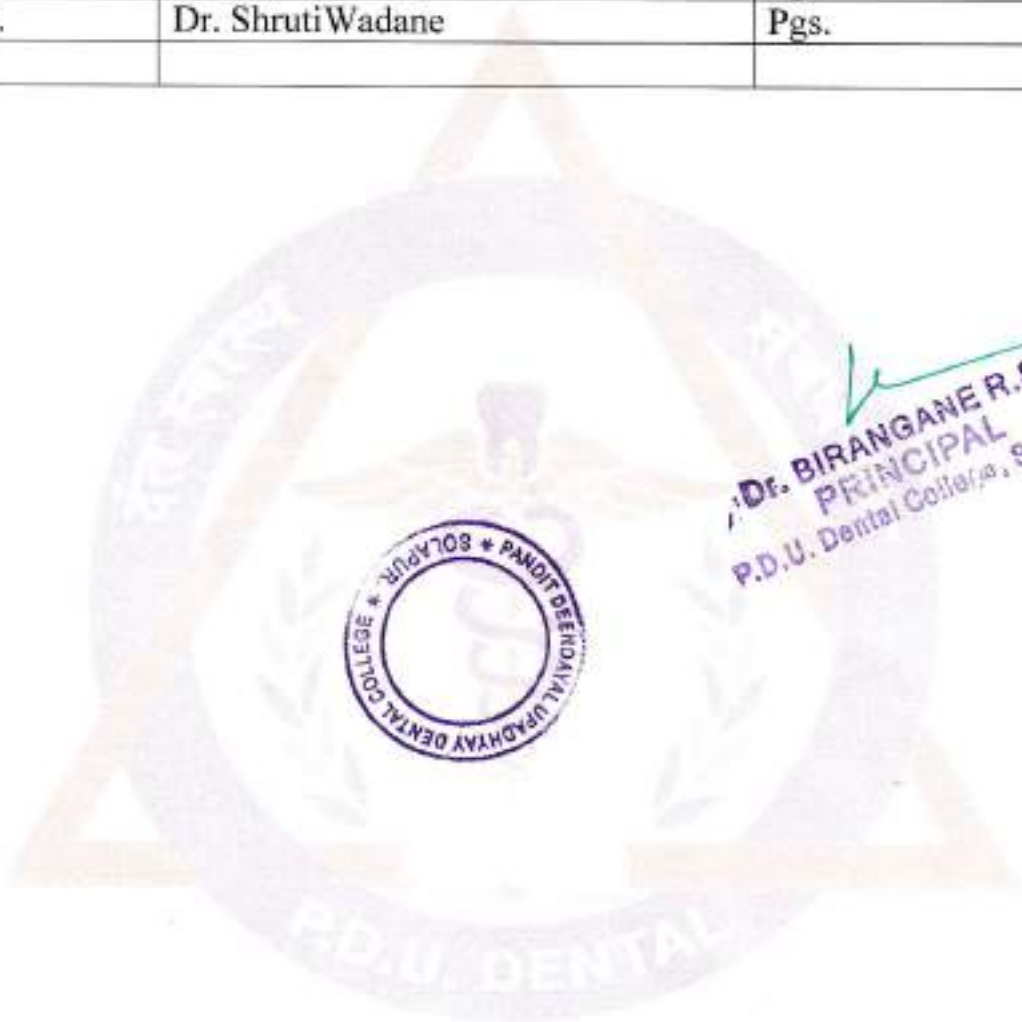 Dr. ShrutiWadane Pgs.
Dr. BIRANGANE R.S
PRINCIPAL
P.D.U. Dental College, S
PANDIT DEENDAYAL UPADHYAY DENTAL COLLEGE * SOLAPUR. *
P.D.U. DENTAL